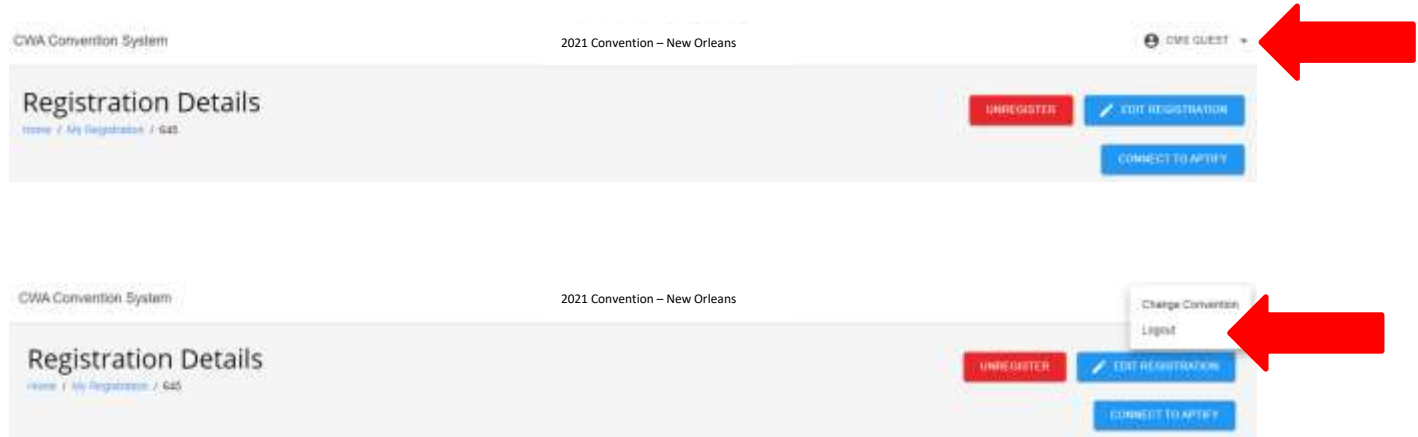 CWA Convention System 2021 Convention – New Orleans CMS GUEST
Registration Details UNREGISTER EDIT REGISTRATION
Home / My Registration / 645
CONNECT TO APTIFY
CWA Convention System 2021 Convention – New Orleans Change Convention
Logout
Registration Details UNREGISTER EDIT REGISTRATION
Home / My Registration / 645
CONNECT TO APTIFY